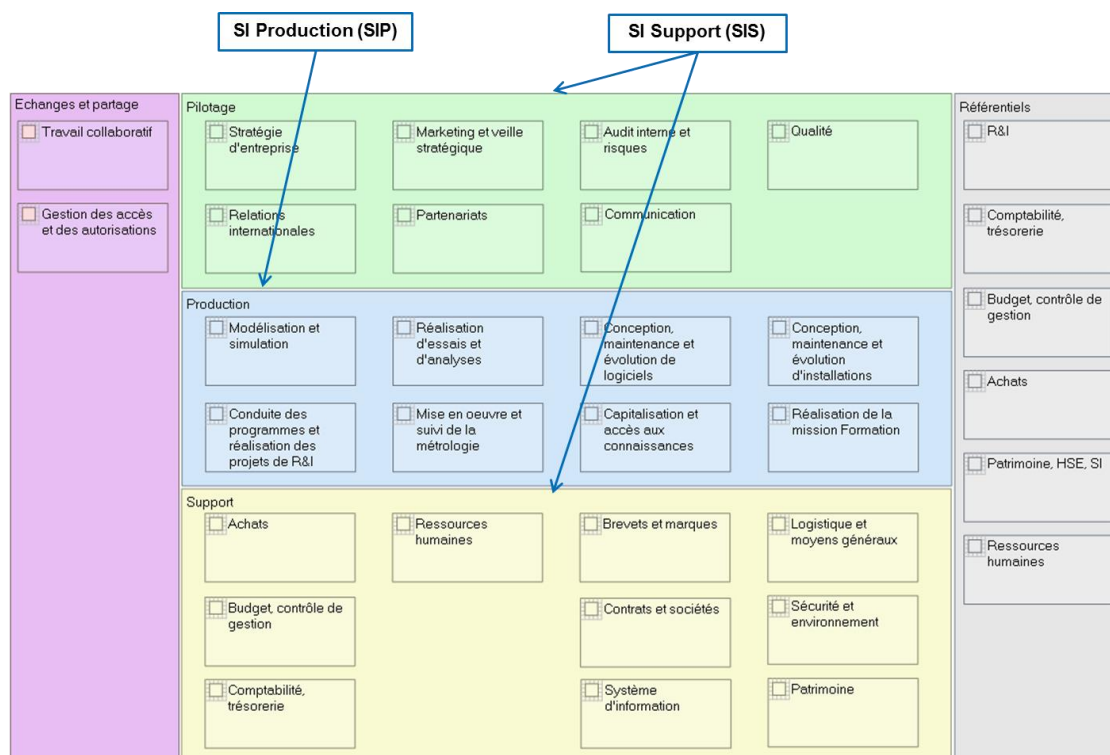 SI Production (SIP)
SI Support (SIS)
Echanges et partage
Travail collaboratif
Gestion des accès
et des autorisations
Pilotage
Stratégie
d'entreprise
Marketing et veille
stratégique
Audit interne et
risques
Qualité
Relations
internationales
Partenariats
Communication
Production
Modélisation et
simulation
Réalisation
d'essais et
d'analyses
Conception,
maintenance et
évolution de
logiciels
Conception,
maintenance et
évolution
d'installations
Conduite des
programmes et
réalisation des
projets de R&I
Mise en oeuvre et
suivi de la
métrologie
Capitalisation et
accès aux
connaissances
Réalisation de la
mission Formation
Support
Achats
Ressources
humaines
Brevets et marques
Logistique et
moyens généraux
Budget, contrôle de
gestion
Contrats et sociétés
Sécurité et
environnement
Comptabilité,
trésorerie
Système
d'information
Patrimoine
Référentiels
R&I
Comptabilité,
trésorerie
Budget, contrôle de
gestion
Achats
Patrimoine, HSE, SI
Ressources
humaines